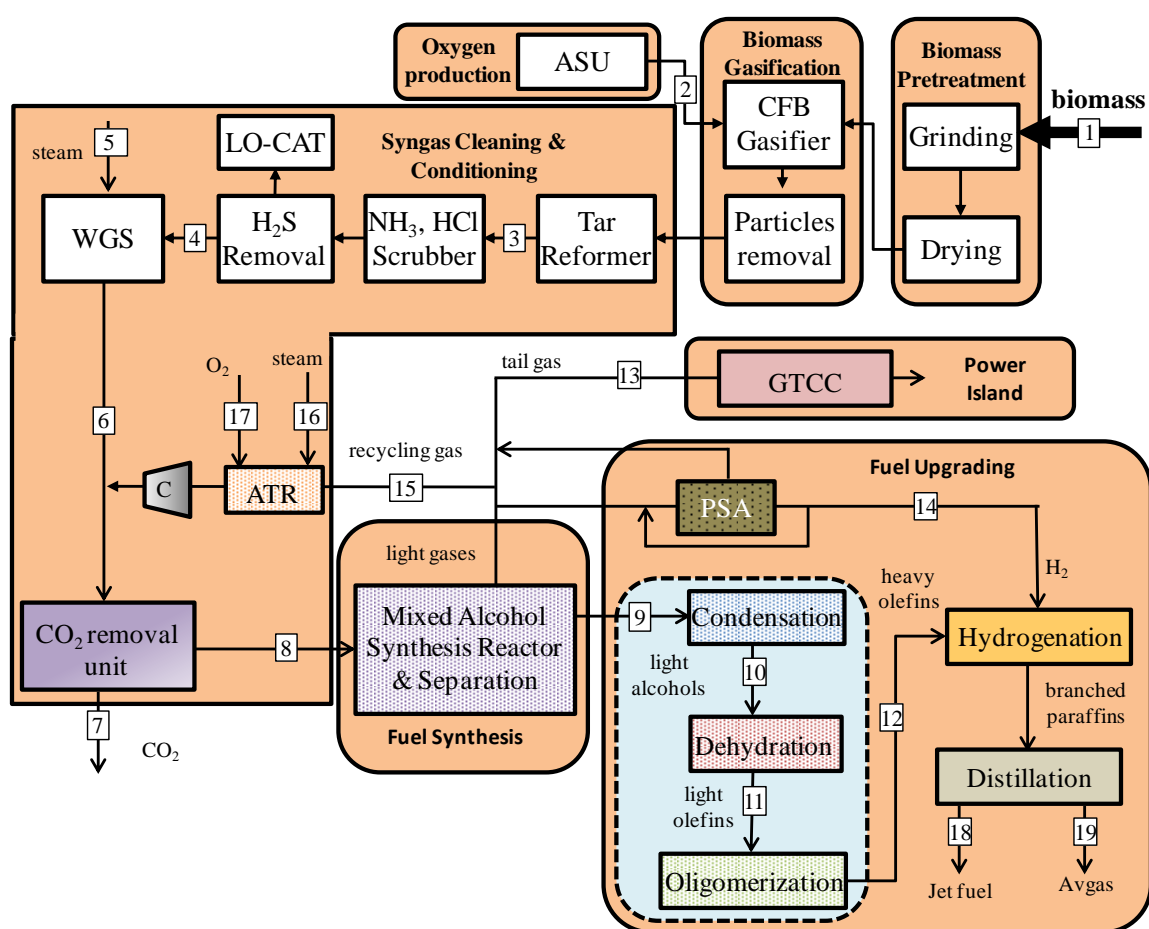 Oxygen
production
ASU
2
Biomass
Gasification
CFB
Gasifier
Particles
removal
Biomass
Pretreatment
Grinding
Drying
biomass
1
5
steam
LO-CAT
Syngas Cleaning &
Conditioning
WGS
4
H2S
Removal
NH3, HCl
Scrubber
3
Tar
Reformer
O2
steam
17
16
6
C
ATR
recycling gas
15
tail gas
13
GTCC
Power
Island
Fuel Upgrading
PSA
14
H2
light gases
CO2 removal
unit
7
CO2
8
Mixed Alcohol
Synthesis Reactor
& Separation
Fuel Synthesis
9
Condensation
light
alcohols
10
Dehydration
light
olefins
11
Oligomerization
12
heavy
olefins
Hydrogenation
branched
paraffins
Distillation
18
19
Jet fuel
Avgas